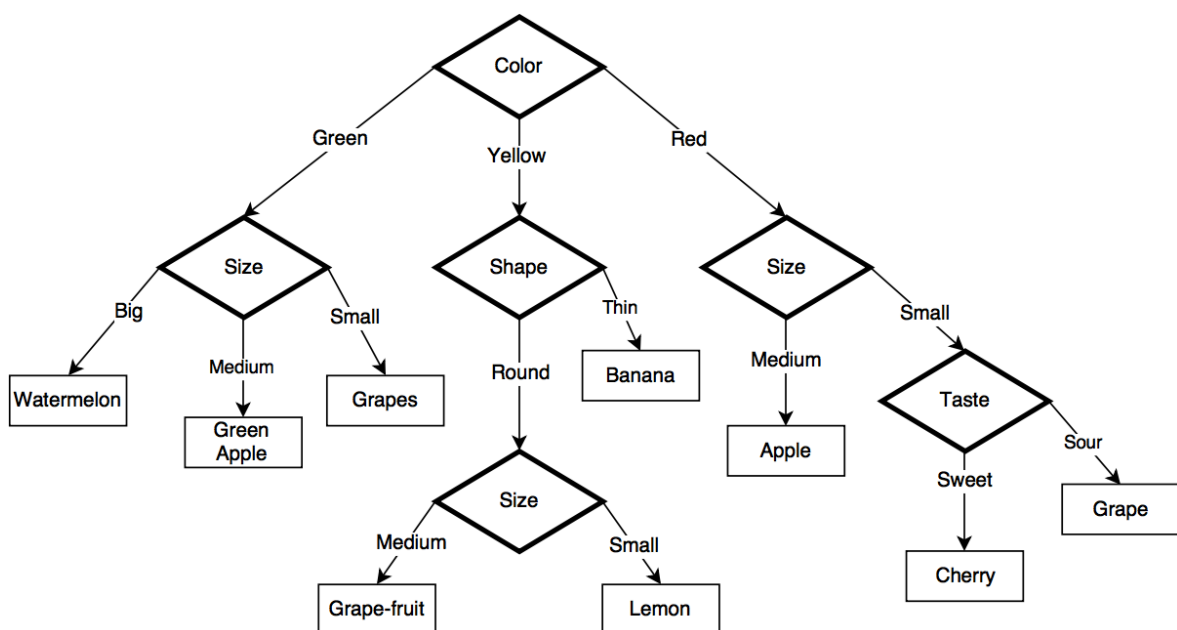 Color
Green
Yellow
Red
Size
Shape
Size
Big
Small
Thin
Small
Medium
Round
Medium
Watermelon
Grapes
Banana
Taste
Green
Apple
Apple
Sour
Sweet
Size
Grape
Medium
Small
Cherry
Grape-fruit
Lemon